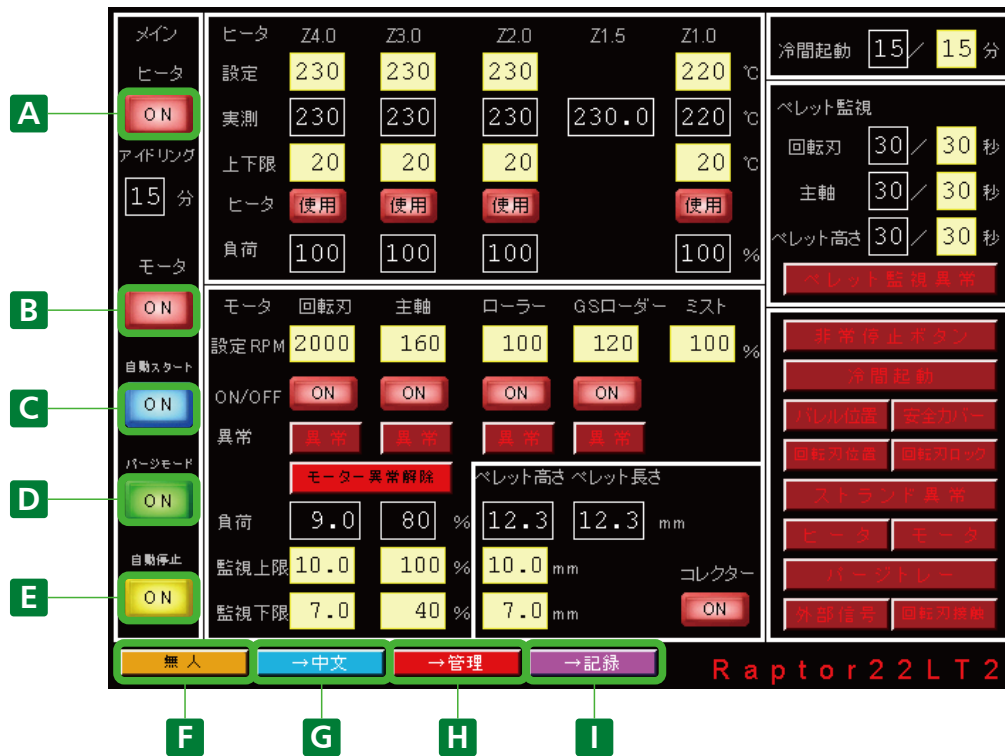 メイン
ヒータ
A ON
アイドリング
15 分
モータ
B ON
自動スタート
C ON
パージモード
D ON
自動停止
E ON
ヒータ Z4.0 Z3.0 Z2.0 Z1.5 Z1.0
設定 230 230 230 220 ℃
実測 230 230 230 230.0 220 ℃
上下限 20 20 20 20 ℃
ヒータ 使用 使用 使用 使用
負荷 100 100 100 100 %
モータ 回転刃 主軸 ローラー GSローダー ミスト
設定RPM 2000 160 100 120 100 %
ON/OFF ON ON ON ON
異常 異常 異常 異常 異常
モーター異常解除
ペレット高さ ペレット長さ
負荷 9.0 80 % 12.3 12.3 mm
監視上限 10.0 100 % 10.0 mm
コレクター
監視下限 7.0 40 % 7.0 mm ON
冷間起動 15/ 15 分
ペレット監視
回転刃 30/ 30 秒
主軸 30/ 30 秒
ペレット高さ 30/ 30 秒
ペレット監視異常
非常停止ボタン
冷間起動
バレル位置 安全カバー
回転刃位置 回転刃ロック
ストランド異常
ヒータ モータ
パージトレー
外部信号 回転刃接触
無人 →中文 →管理 →記録
Raptor22LT2
F G H I